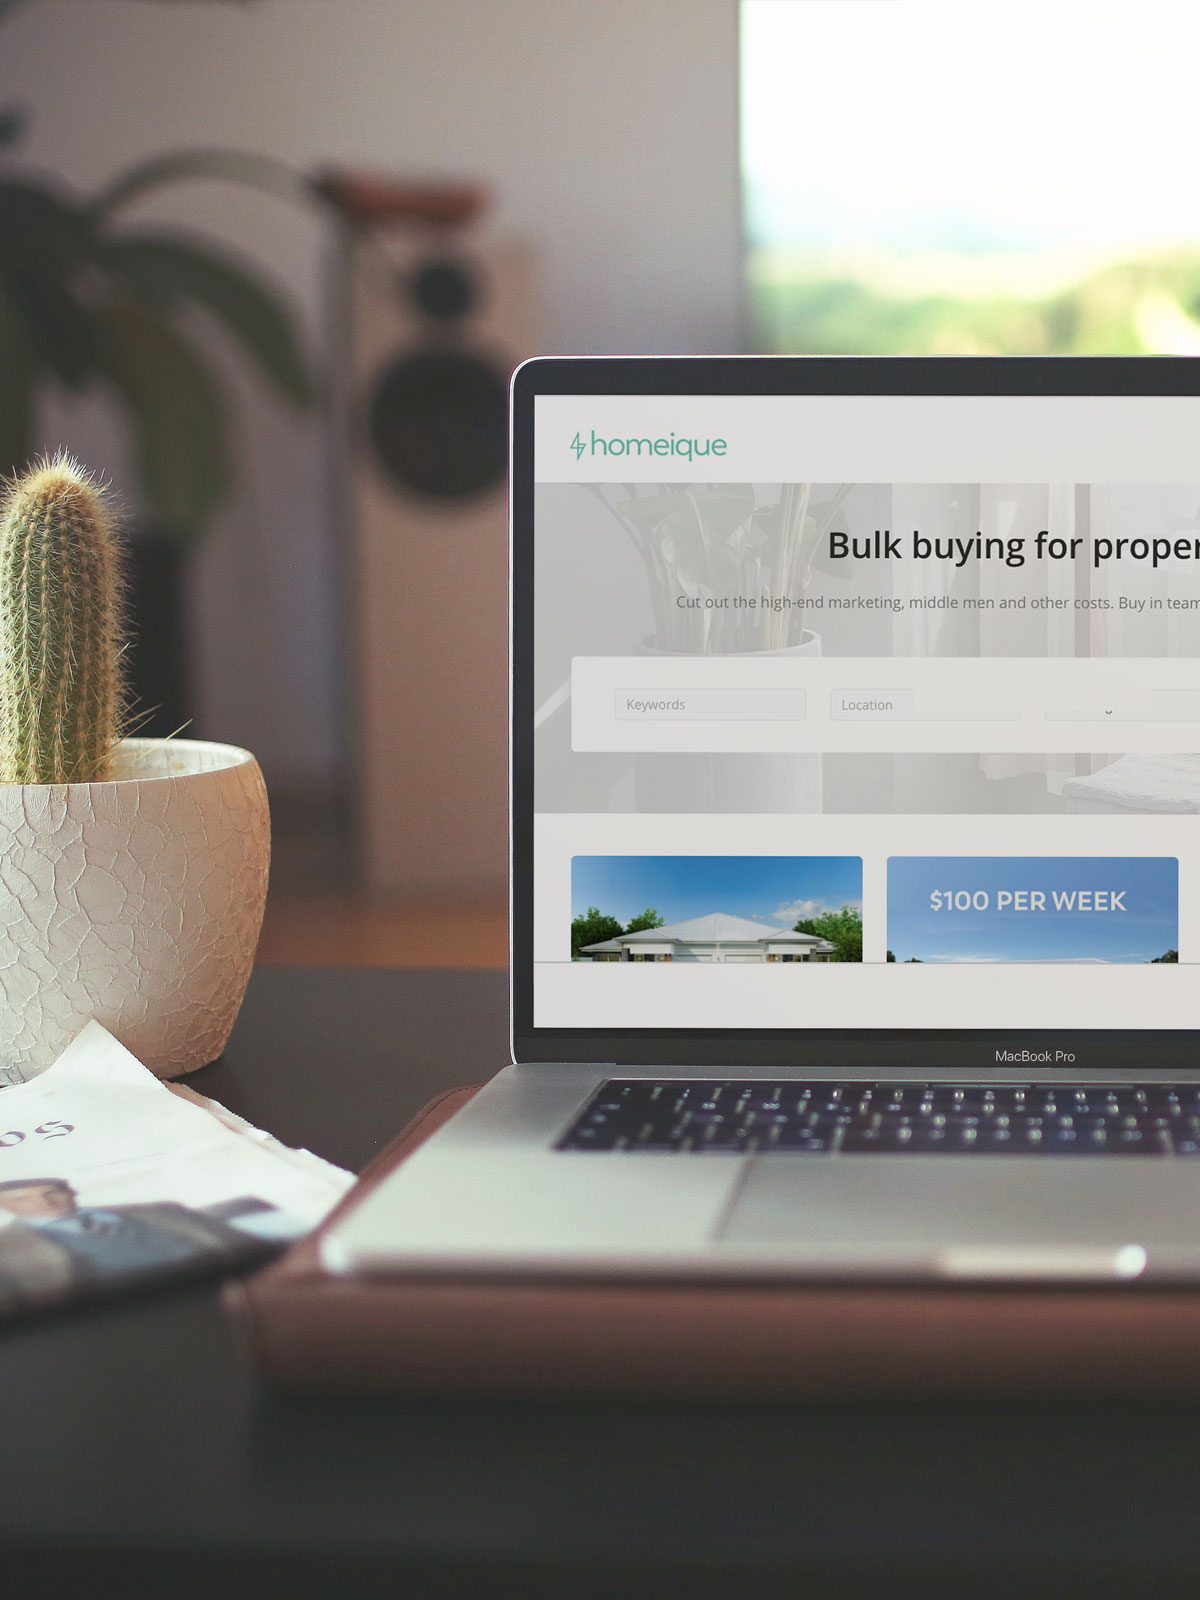 homeique
Bulk buying for proper
Cut out the high-end marketing, middle men and other costs. Buy in team
Keywords
Location
$100 PER WEEK
MacBook Pro